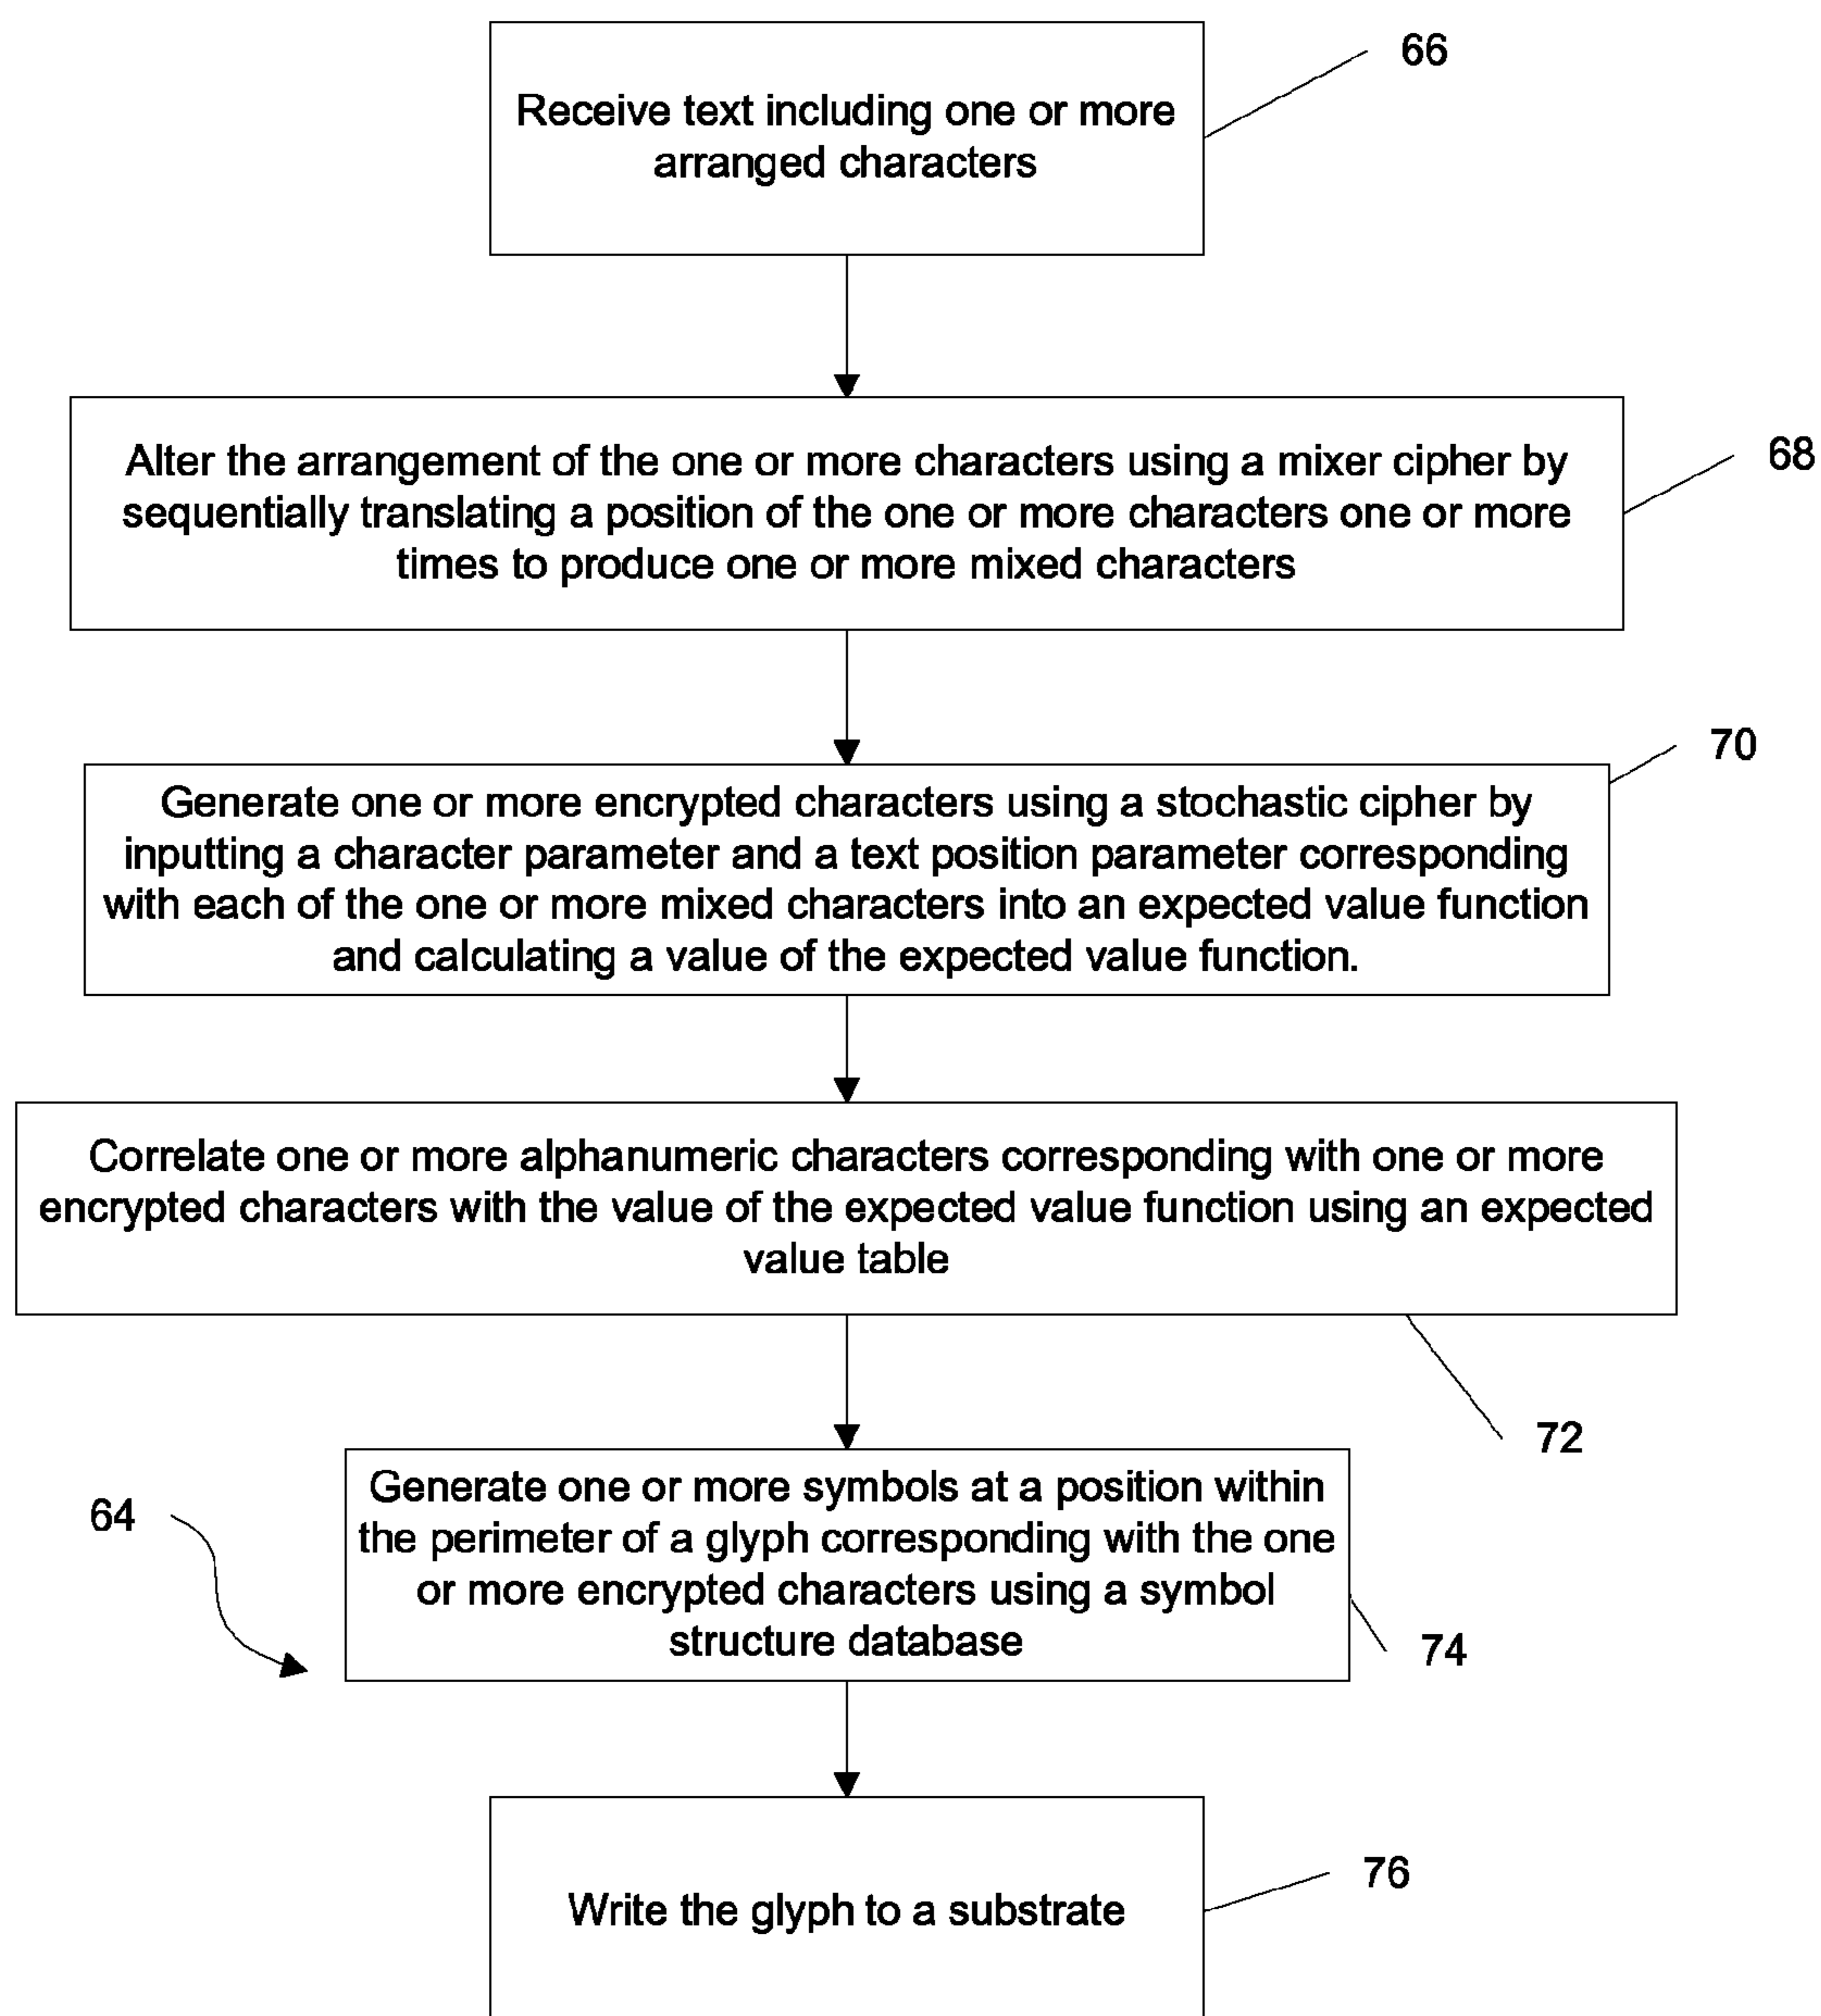 66
Receive text including one or more
arranged characters
68
Alter the arrangement of the one or more characters using a mixer cipher by
sequentially translating a position of the one or more characters one or more
times to produce one or more mixed characters
70
Generate one or more encrypted characters using a stochastic cipher by
inputting a character parameter and a text position parameter corresponding
with each of the one or more mixed characters into an expected value function
and calculating a value of the expected value function.
Correlate one or more alphanumeric characters corresponding with one or more
encrypted characters with the value of the expected value function using an expected
value table
72
64
Generate one or more symbols at a position within
the perimeter of a glyph corresponding with the one
or more encrypted characters using a symbol
structure database
74
76
Write the glyph to a substrate